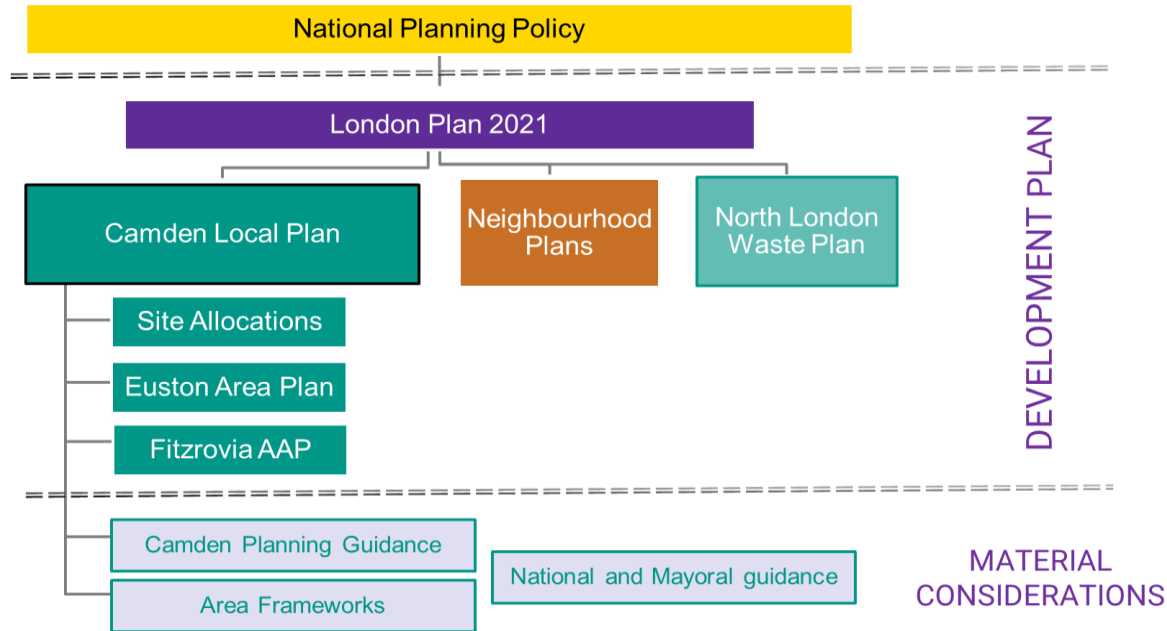 National Planning Policy
London Plan 2021
Camden Local Plan
Neighbourhood
Plans
North London
Waste Plan
Site Allocations
Euston Area Plan
Fitzrovia AAP
DEVELOPMENT PLAN
Camden Planning Guidance
National and Mayoral guidance
Area Frameworks
MATERIAL
CONSIDERATIONS